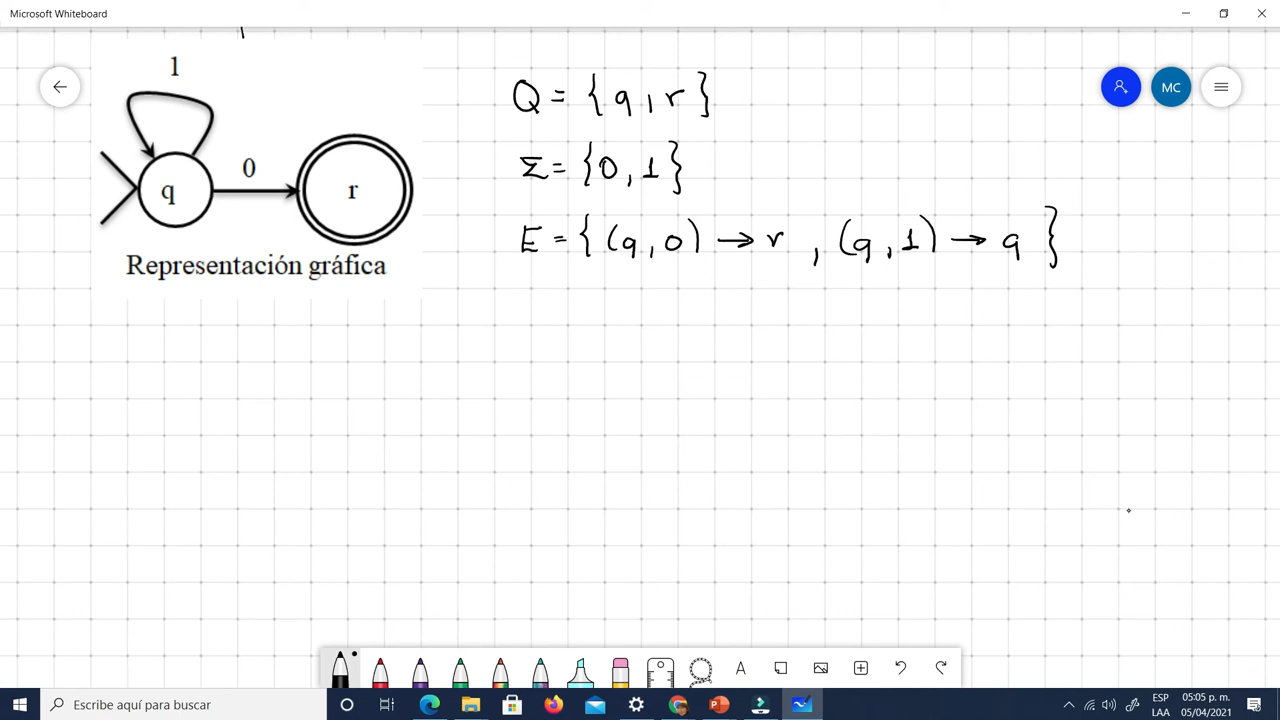 Microsoft Whiteboard
1
0
q
r
Representación gráfica
Q = {q, r}
Σ = {0, 1}
E = {(q, 0) → r, (q, 1) → q}
MC
A
Escribe aquí para buscar
ESP
LAA
05:05 p. m.
05/04/2021